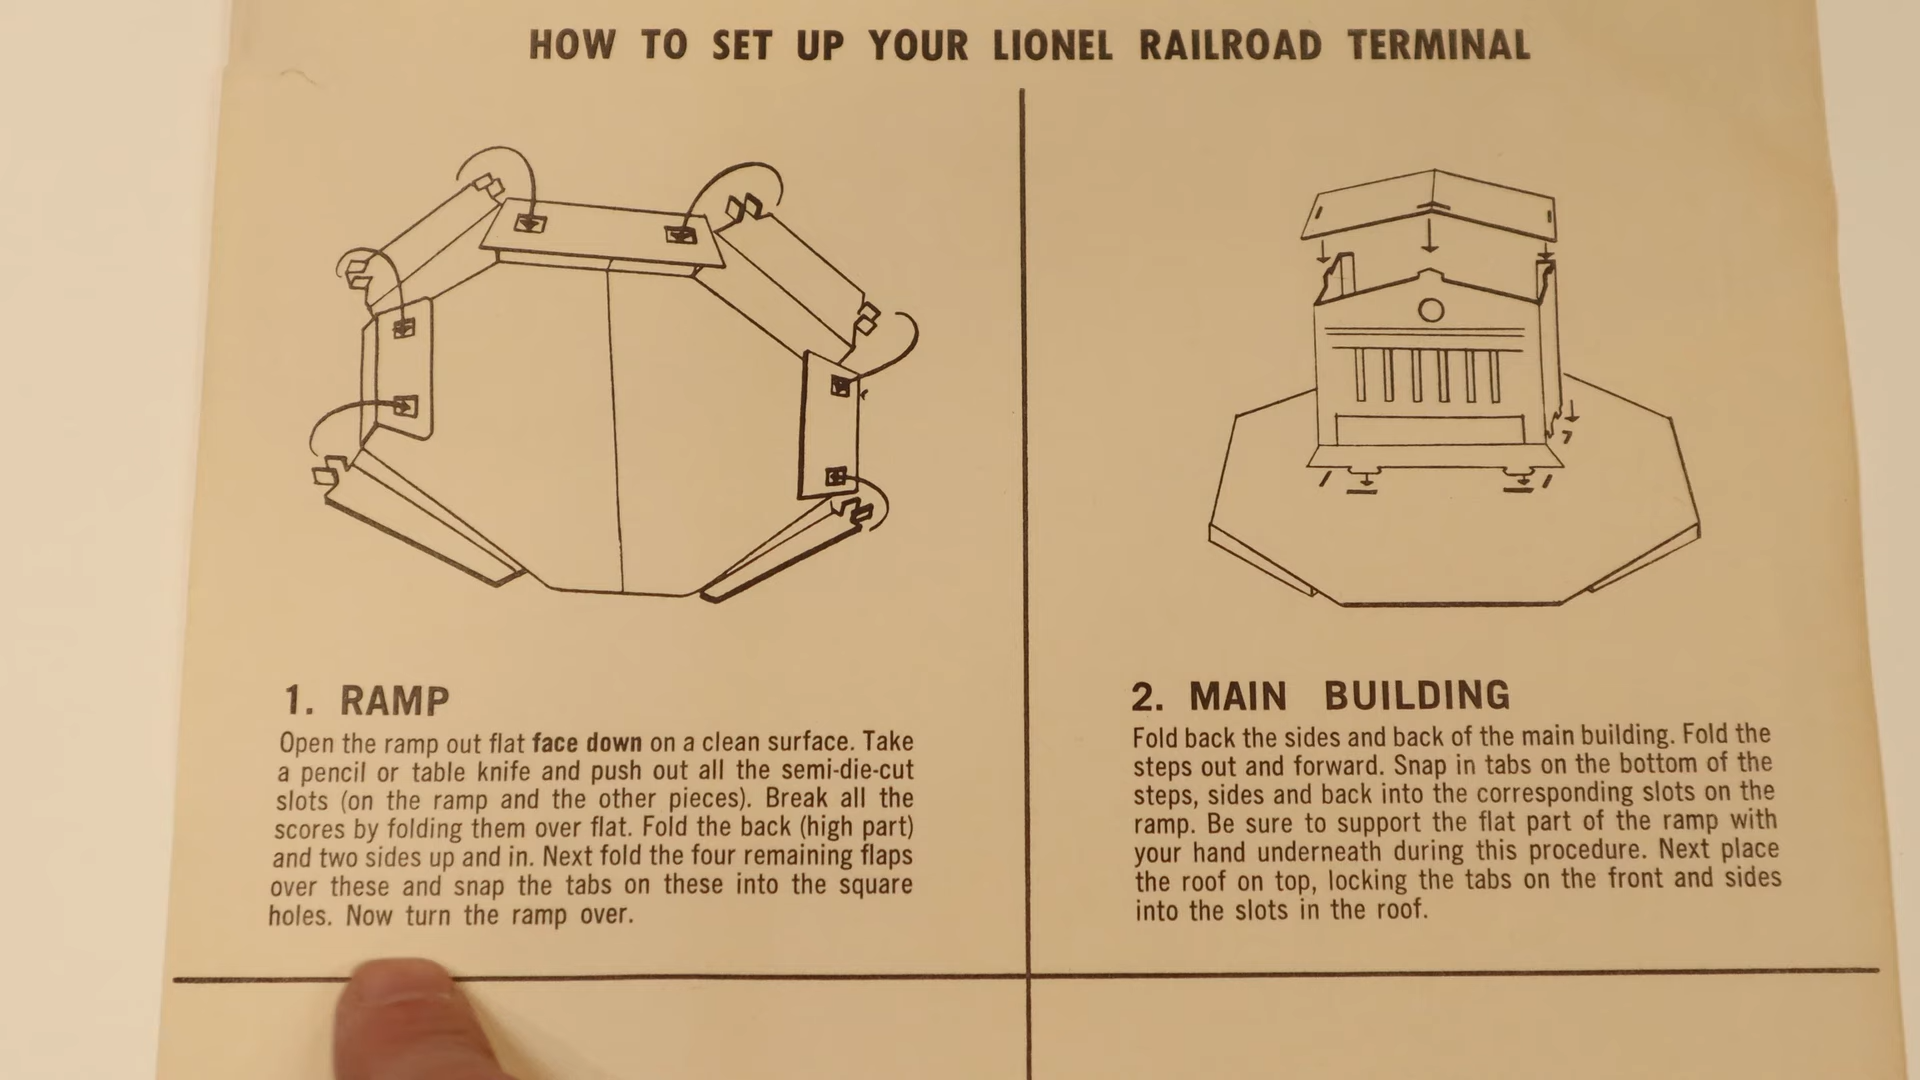 HOW TO SET UP YOUR LIONEL RAILROAD TERMINAL
1. RAMP
Open the ramp out flat face down on a clean surface. Take
a pencil or table knife and push out all the semi-die-cut
slots (on the ramp and the other pieces). Break all the
scores by folding them over flat. Fold the back (high part)
and two sides up and in. Next fold the four remaining flaps
over these and snap the tabs on these into the square
holes. Now turn the ramp over.
2. MAIN BUILDING
Fold back the sides and back of the main building. Fold the
steps out and forward. Snap in tabs on the bottom of the
steps, sides and back into the corresponding slots on the
ramp. Be sure to support the flat part of the ramp with
your hand underneath during this procedure. Next place
the roof on top, locking the tabs on the front and sides
into the slots in the roof.